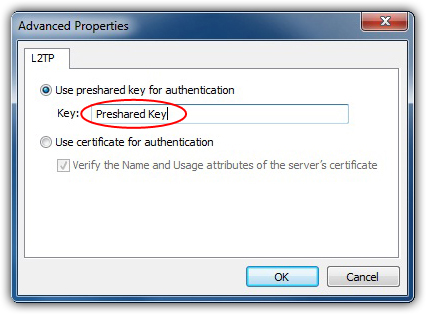 Advanced Properties
L2TP
Use preshared key for authentication
Key: Preshared Key
Use certificate for authentication
Verify the Name and Usage attributes of the server's certificate
OK Cancel